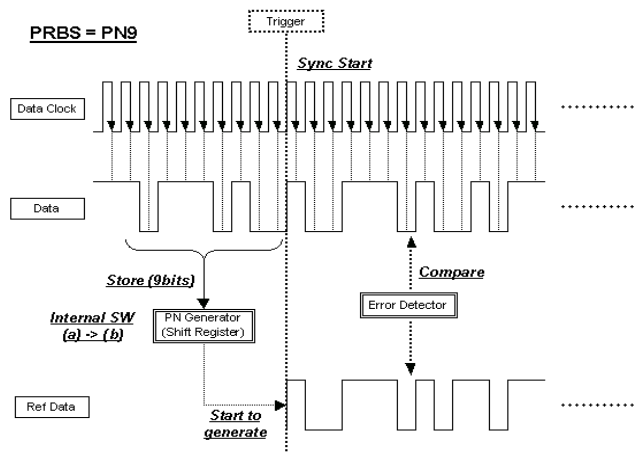 Trigger
PRBS = PN9
Sync Start
Data Clock
Data
Store (9bits)
Compare
Internal SW
(a) -> (b)
PN Generator
(Shift Register)
Error Detector
Ref Data
Start to
generate